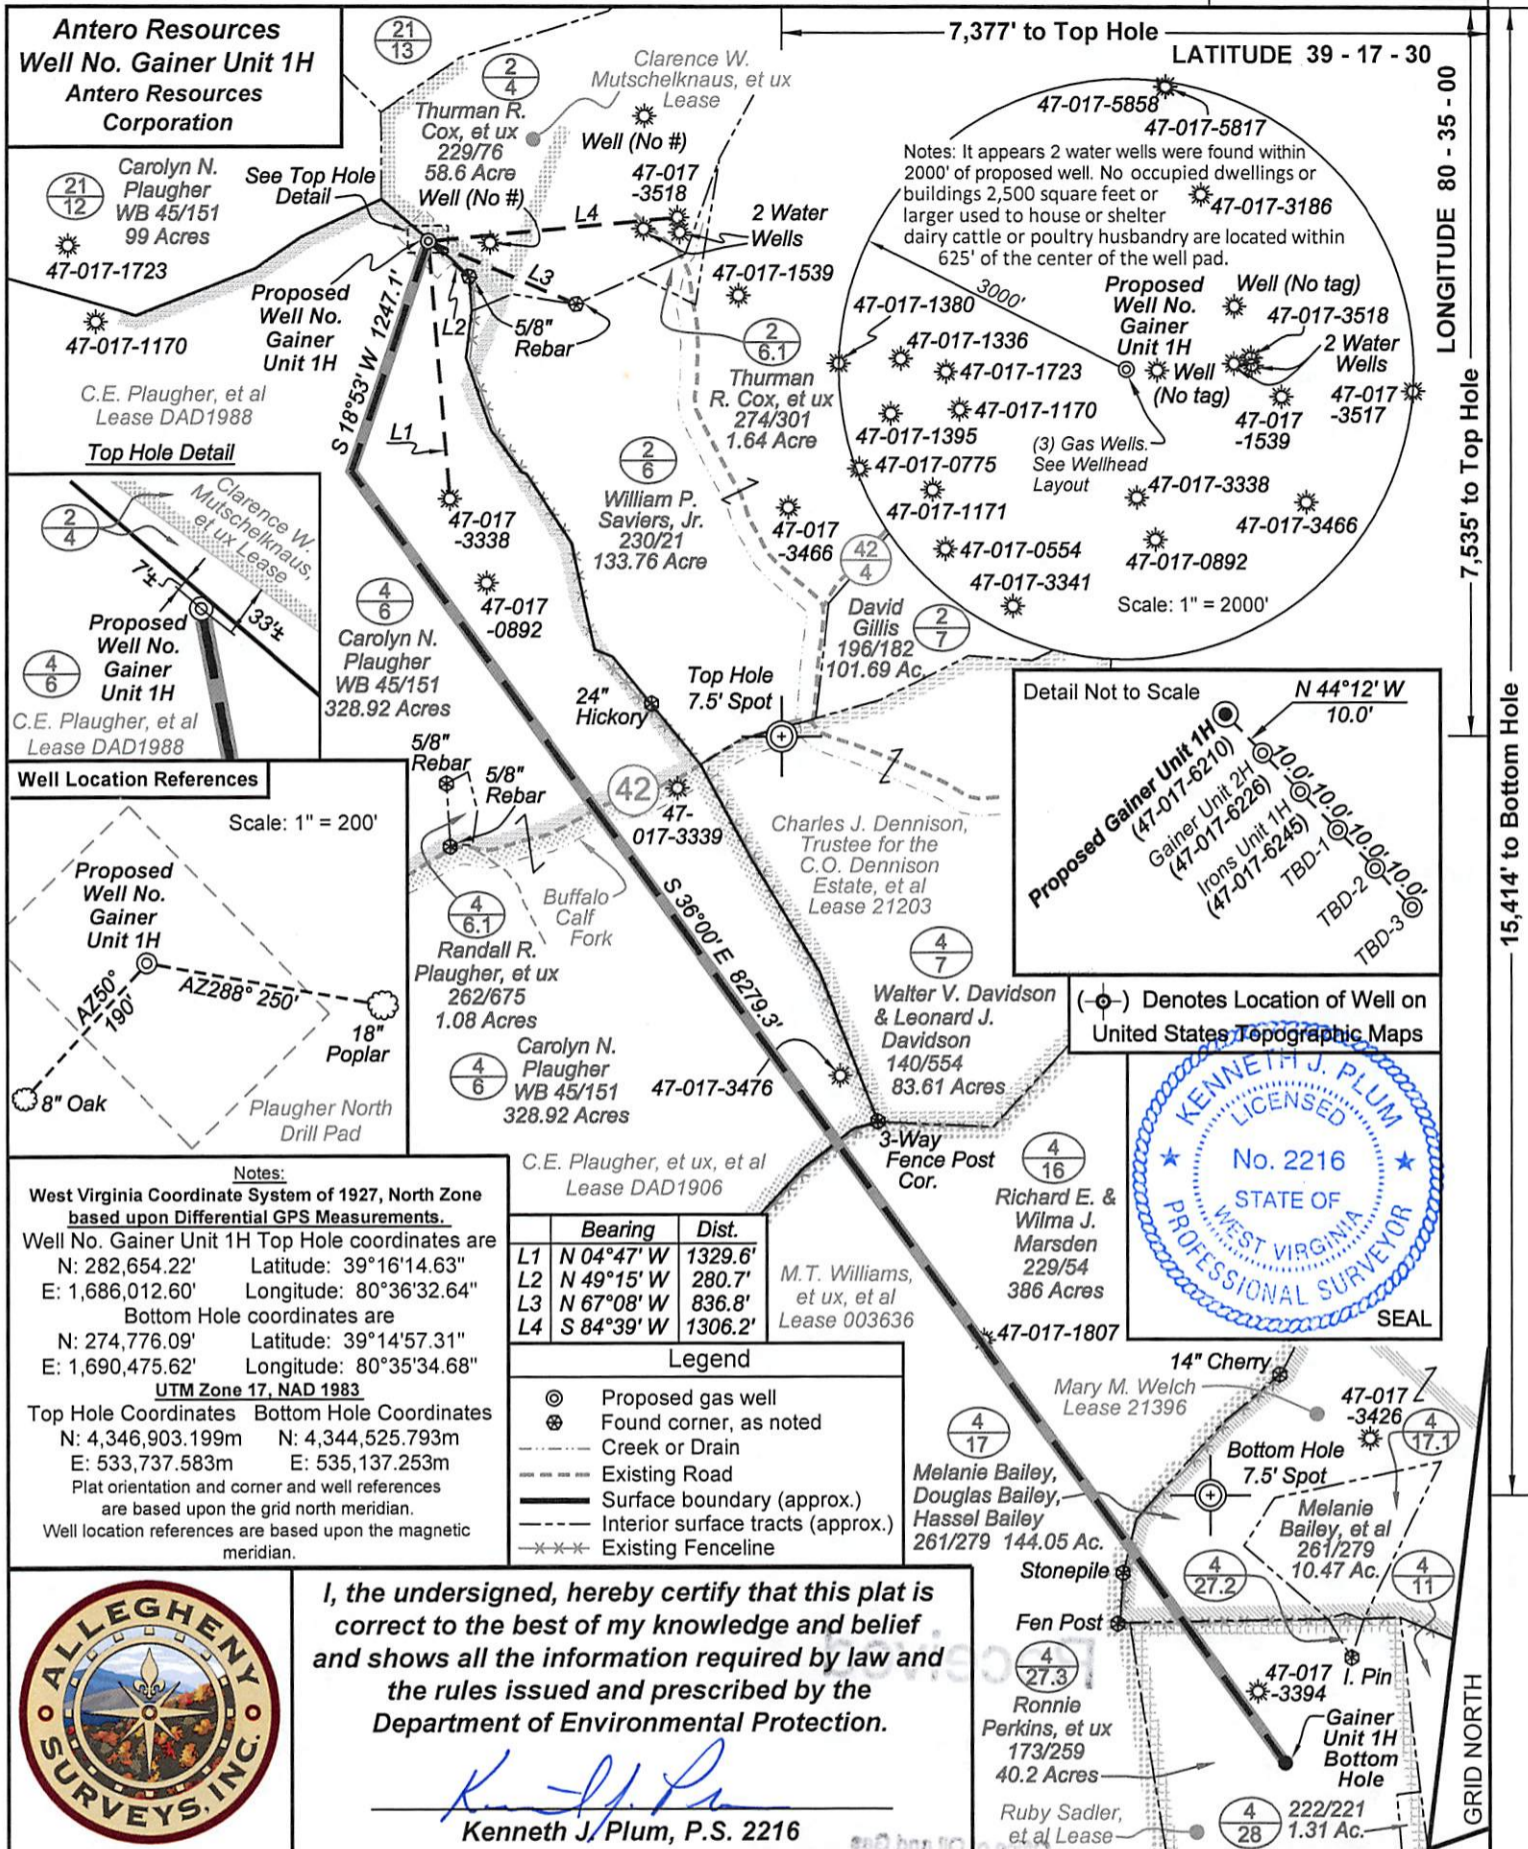 Antero Resources
Well No. Gainer Unit 1H
Antero Resources
Corporation
21
13
2
4
Clarence W.
Mutschelknaus, et ux
Lease
7,377' to Top Hole
LATITUDE 39 - 17 - 30
LONGITUDE 80 - 35 - 00
7,535' to Top Hole
15,414' to Bottom Hole
Thurman R.
Cox, et ux
229/76
58.6 Acre
Well (No #)
Well (No #)
47-017
-3518
21
12
Carolyn N.
Plaugher
WB 45/151
99 Acres
See Top Hole
Detail
47-017-1723
47-017-1170
L4
2 Water
Wells
L3
L2
47-017-1539
5/8"
Rebar
Proposed
Well No.
Gainer
Unit 1H
S 18°53' W 1247.1'
C.E. Plaugher, et al
Lease DAD1988
L1
2
6.1
Thurman
R. Cox, et ux
274/301
1.64 Acre
47-017-5858
47-017-5817
Notes: It appears 2 water wells were found within
2000' of proposed well. No occupied dwellings or
buildings 2,500 square feet or
larger used to house or shelter
dairy cattle or poultry husbandry are located within
625' of the center of the well pad.
47-017-3186
3000'
Proposed
Well No.
Gainer
Unit 1H
Well (No tag)
47-017-3518
2 Water
Wells
Well
(No tag)
47-017
-3517
47-017
-1539
47-017-1380
47-017-1336
47-017-1723
47-017-1170
47-017-1395
47-017-0775
47-017-1171
(3) Gas Wells.
See Wellhead
Layout
47-017-3338
47-017-3466
47-017-0554
47-017-0892
47-017-3341
Scale: 1" = 2000'
Top Hole Detail
2
4
Clarence W.
Mutschelknaus,
et ux Lease
7'±
33'±
Proposed
Well No.
Gainer
Unit 1H
4
6
C.E. Plaugher, et al
Lease DAD1988
47-017
-3338
2
6
William P.
Saviers, Jr.
230/21
133.76 Acre
47-017
-3466
42
4
47-017
-0892
4
6
Carolyn N.
Plaugher
WB 45/151
328.92 Acres
David
Gillis
196/182
101.69 Ac.
2
7
24"
Hickory
Top Hole
7.5' Spot
Detail Not to Scale
N 44°12' W
10.0'
Proposed Gainer Unit 1H
(47-017-6210)
Gainer Unit 2H
(47-017-6226)
Irons Unit 1H
(47-017-6245)
TBD-1
TBD-2
TBD-3
10.0'
10.0'
10.0'
10.0'
Well Location References
Scale: 1" = 200'
Proposed
Well No.
Gainer
Unit 1H
AZ50°
190'
AZ288° 250'
18"
Poplar
8" Oak
Plaugher North
Drill Pad
5/8"
Rebar
5/8"
Rebar
42
47-
017-3339
Buffalo
Calf
Fork
4
6.1
Randall R.
Plaugher, et ux
262/675
1.08 Acres
S 36°00' E 8279.3'
Charles J. Dennison,
Trustee for the
C.O. Dennison
Estate, et al
Lease 21203
4
7
Walter V. Davidson
& Leonard J.
Davidson
140/554
83.61 Acres
(-) Denotes Location of Well on
United States Topographic Maps
4
6
Carolyn N.
Plaugher
WB 45/151
328.92 Acres
47-017-3476
3-Way
Fence Post
Cor.
C.E. Plaugher, et ux, et al
Lease DAD1906
4
16
Richard E. &
Wilma J.
Marsden
229/54
386 Acres
KENNETH J. PLUM
LICENSED
No. 2216
STATE OF
WEST VIRGINIA
PROFESSIONAL SURVEYOR
SEAL
Notes:
West Virginia Coordinate System of 1927, North Zone
based upon Differential GPS Measurements.
Well No. Gainer Unit 1H Top Hole coordinates are
N: 282,654.22' Latitude: 39°16'14.63"
E: 1,686,012.60' Longitude: 80°36'32.64"
Bottom Hole coordinates are
N: 274,776.09' Latitude: 39°14'57.31"
E: 1,690,475.62' Longitude: 80°35'34.68"
UTM Zone 17, NAD 1983
Top Hole Coordinates Bottom Hole Coordinates
N: 4,346,903.199m N: 4,344,525.793m
E: 533,737.583m E: 535,137.253m
Plat orientation and corner and well references
are based upon the grid north meridian.
Well location references are based upon the magnetic
meridian.
Bearing Dist.
L1 N 04°47' W 1329.6'
L2 N 49°15' W 280.7'
L3 N 67°08' W 836.8'
L4 S 84°39' W 1306.2'
M.T. Williams,
et ux, et al
Lease 003636
47-017-1807
Legend
Proposed gas well
Found corner, as noted
Creek or Drain
Existing Road
Surface boundary (approx.)
Interior surface tracts (approx.)
Existing Fenceline
14" Cherry
Mary M. Welch
Lease 21396
47-017
-3426
4
17.1
4
17
Melanie Bailey,
Douglas Bailey,
Hassel Bailey
261/279 144.05 Ac.
Bottom Hole
7.5' Spot
Melanie
Bailey, et al
261/279
10.47 Ac.
Stonepile
4
27.2
4
11
Fen Post
4
27.3
Ronnie
Perkins, et ux
173/259
40.2 Acres
47-017
-3394
I. Pin
Gainer
Unit 1H
Bottom
Hole
Ruby Sadler,
et al Lease
4
28
222/221
1.31 Ac.
GRID NORTH
ALLEGHENY
SURVEYS, INC.
I, the undersigned, hereby certify that this plat is
correct to the best of my knowledge and belief
and shows all the information required by law and
the rules issued and prescribed by the
Department of Environmental Protection.
Kenneth J. Plum, P.S. 2216
Received
Office of Oil and Gas